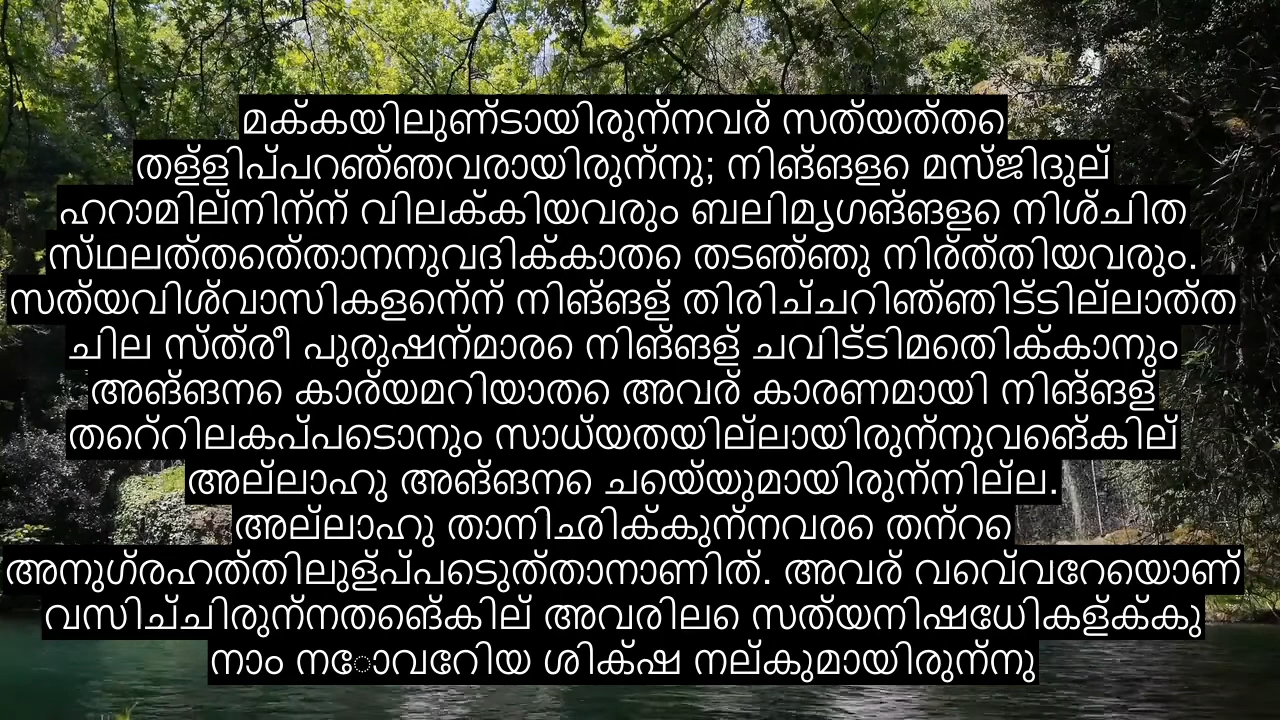 മക്കയിലുണ്ടായിരുന്നവര് സത്യത്തെ
തള്ളിപ്പറഞ്ഞവരായിരുന്നു; നിങ്ങളെ മസ്ജിദുല്
ഹറാമില്നിന്ന് വിലക്കിയവരും ബലിമൃഗങ്ങളെ നിശ്ചിത
സ്ഥലത്തെത്താനനുവദിക്കാതെ തടഞ്ഞു നിര്ത്തിയവരും.
സത്യവിശ്വാസികളെന്ന് നിങ്ങള് തിരിച്ചറിഞ്ഞിട്ടില്ലാത്ത
ചില സ്ത്രീ പുരുഷന്മാരെ നിങ്ങള് ചവിട്ടിമെതിക്കാനും
അങ്ങനെ കാര്യമറിയാതെ അവര് കാരണമായി നിങ്ങള്
തെറ്റിലകപ്പെടാനും സാധ്യതയില്ലായിരുന്നുവെങ്കില്
അല്ലാഹു അങ്ങനെ ചെയ്യുമായിരുന്നില്ല.
അല്ലാഹു താനിഛിക്കുന്നവരെ തന്റെ
അനുഗ്രഹത്തിലുള്പ്പെടുത്താനാണിത്. അവര് വെവ്വേറെയാണ്
വസിച്ചിരുന്നതെങ്കില് അവരിലെ സത്യനിഷേധികള്ക്കു
നാം നോവേറിയ ശിക്ഷ നല്കുമായിരുന്നു